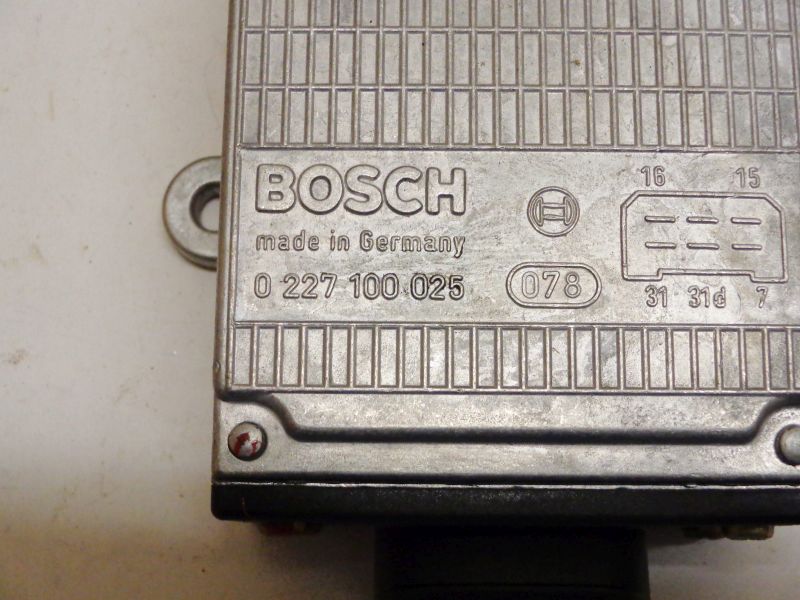 BOSCH
made in Germany
0 227 100 025
078
16 15
31 31d 7